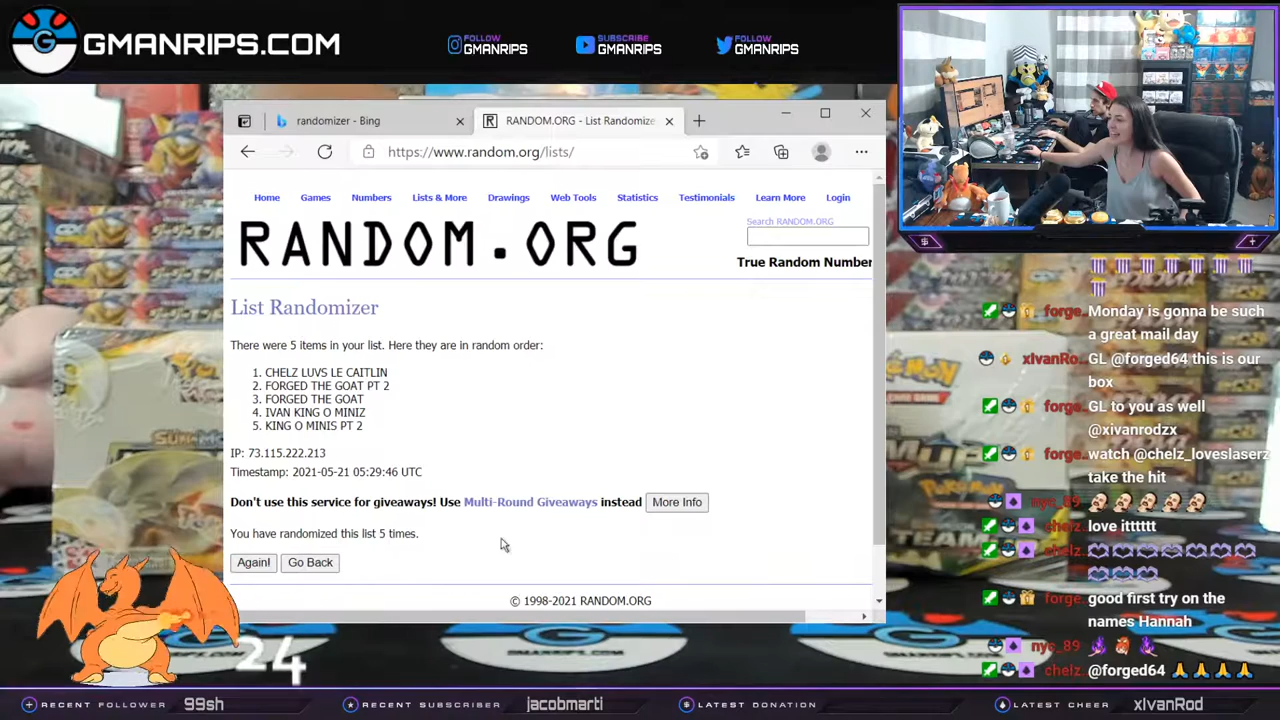 GMANRIPS.COM
FOLLOW
GMANRIPS
SUBSCRIBE
GMANRIPS
FOLLOW
GMANRIPS
randomizer - Bing
RANDOM.ORG - List Randomize
https://www.random.org/lists/
Home Games Numbers Lists & More Drawings Web Tools Statistics Testimonials Learn More Login
RANDOM.ORG
Search RANDOM.ORG
True Random Number
List Randomizer
There were 5 items in your list. Here they are in random order:
1. CHELZ LUVS LE CAITLIN
2. FORGED THE GOAT PT 2
3. FORGED THE GOAT
4. IVAN KING O MINIZ
5. KING O MINIS PT 2
IP: 73.115.222.213
Timestamp: 2021-05-21 05:29:46 UTC
Don't use this service for giveaways! Use Multi-Round Giveaways instead More Info
You have randomized this list 5 times.
Again! Go Back
© 1998-2021 RANDOM.ORG
24
forge.. Monday is gonna be such
a great mail day
xIvanRo.. GL @forged64 this is our
box
forge.. GL to you as well
@xivanrodzx
forge.. watch @chelz_loveslaserz
take the hit
nyc_89
chelz.. love itttttt
chelz..
forge.. good first try on the
names Hannah
nyc_89
chelz.. @forged64
RECENT FOLLOWER 99sh
RECENT SUBSCRIBER jacobmarti
LATEST DONATION
LATEST CHEER xIvanRod